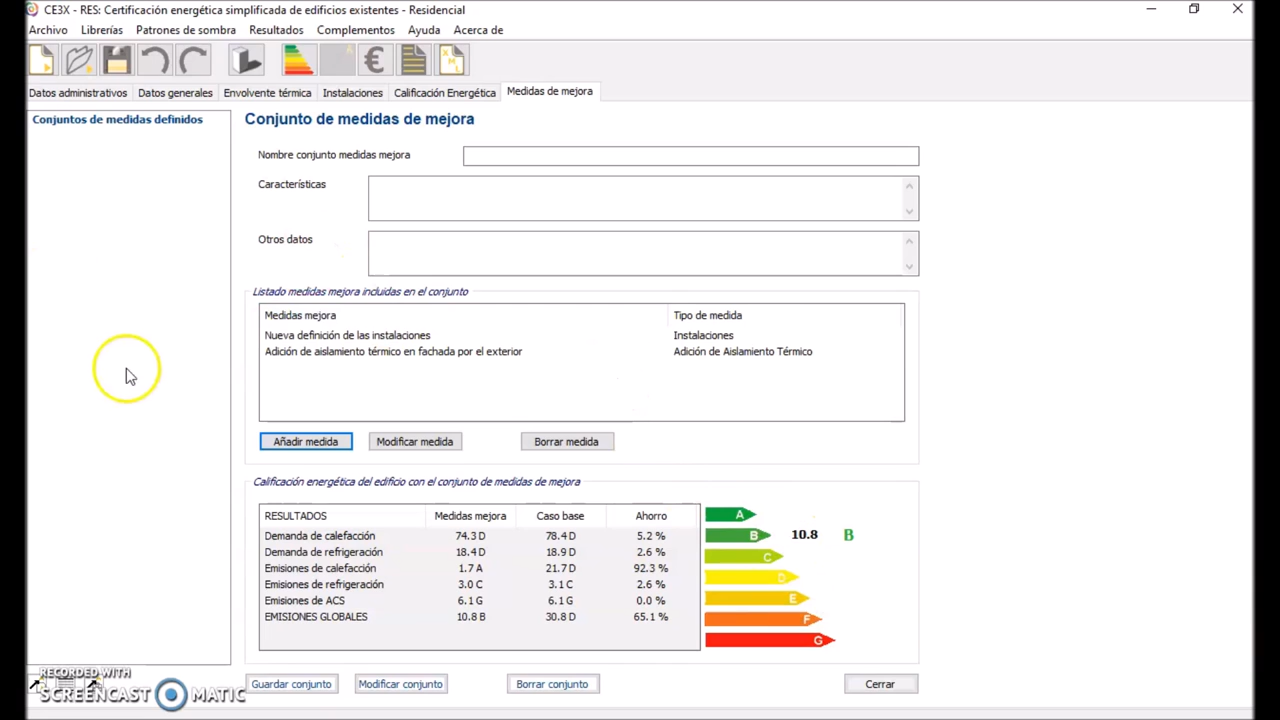 CE3X - RES: Certificación energética simplificada de edificios existentes - Residencial
Archivo Librerías Patrones de sombra Resultados Complementos Ayuda Acerca de
€ XML
Datos administrativos Datos generales Envolvente térmica Instalaciones Calificación Energética Medidas de mejora
Conjuntos de medidas definidos
Conjunto de medidas de mejora
Nombre conjunto medidas mejora
Características
Otros datos
Listado medidas mejora incluidas en el conjunto
Medidas mejora Tipo de medida
Nueva definición de las instalaciones Instalaciones
Adición de aislamiento térmico en fachada por el exterior Adición de Aislamiento Térmico
Añadir medida Modificar medida Borrar medida
Calificación energética del edificio con el conjunto de medidas de mejora
RESULTADOS Medidas mejora Caso base Ahorro
Demanda de calefacción 74.3 D 78.4 D 5.2 %
Demanda de refrigeración 18.4 D 18.9 D 2.6 %
Emisiones de calefacción 1.7 A 21.7 D 92.3 %
Emisiones de refrigeración 3.0 C 3.1 C 2.6 %
Emisiones de ACS 6.1 G 6.1 G 0.0 %
EMISIONES GLOBALES 10.8 B 30.8 D 65.1 %
A
B 10.8 B
C
D
E
F
G
Guardar conjunto Modificar conjunto Borrar conjunto Cerrar
RECORDED WITH
SCREENCAST MATIC